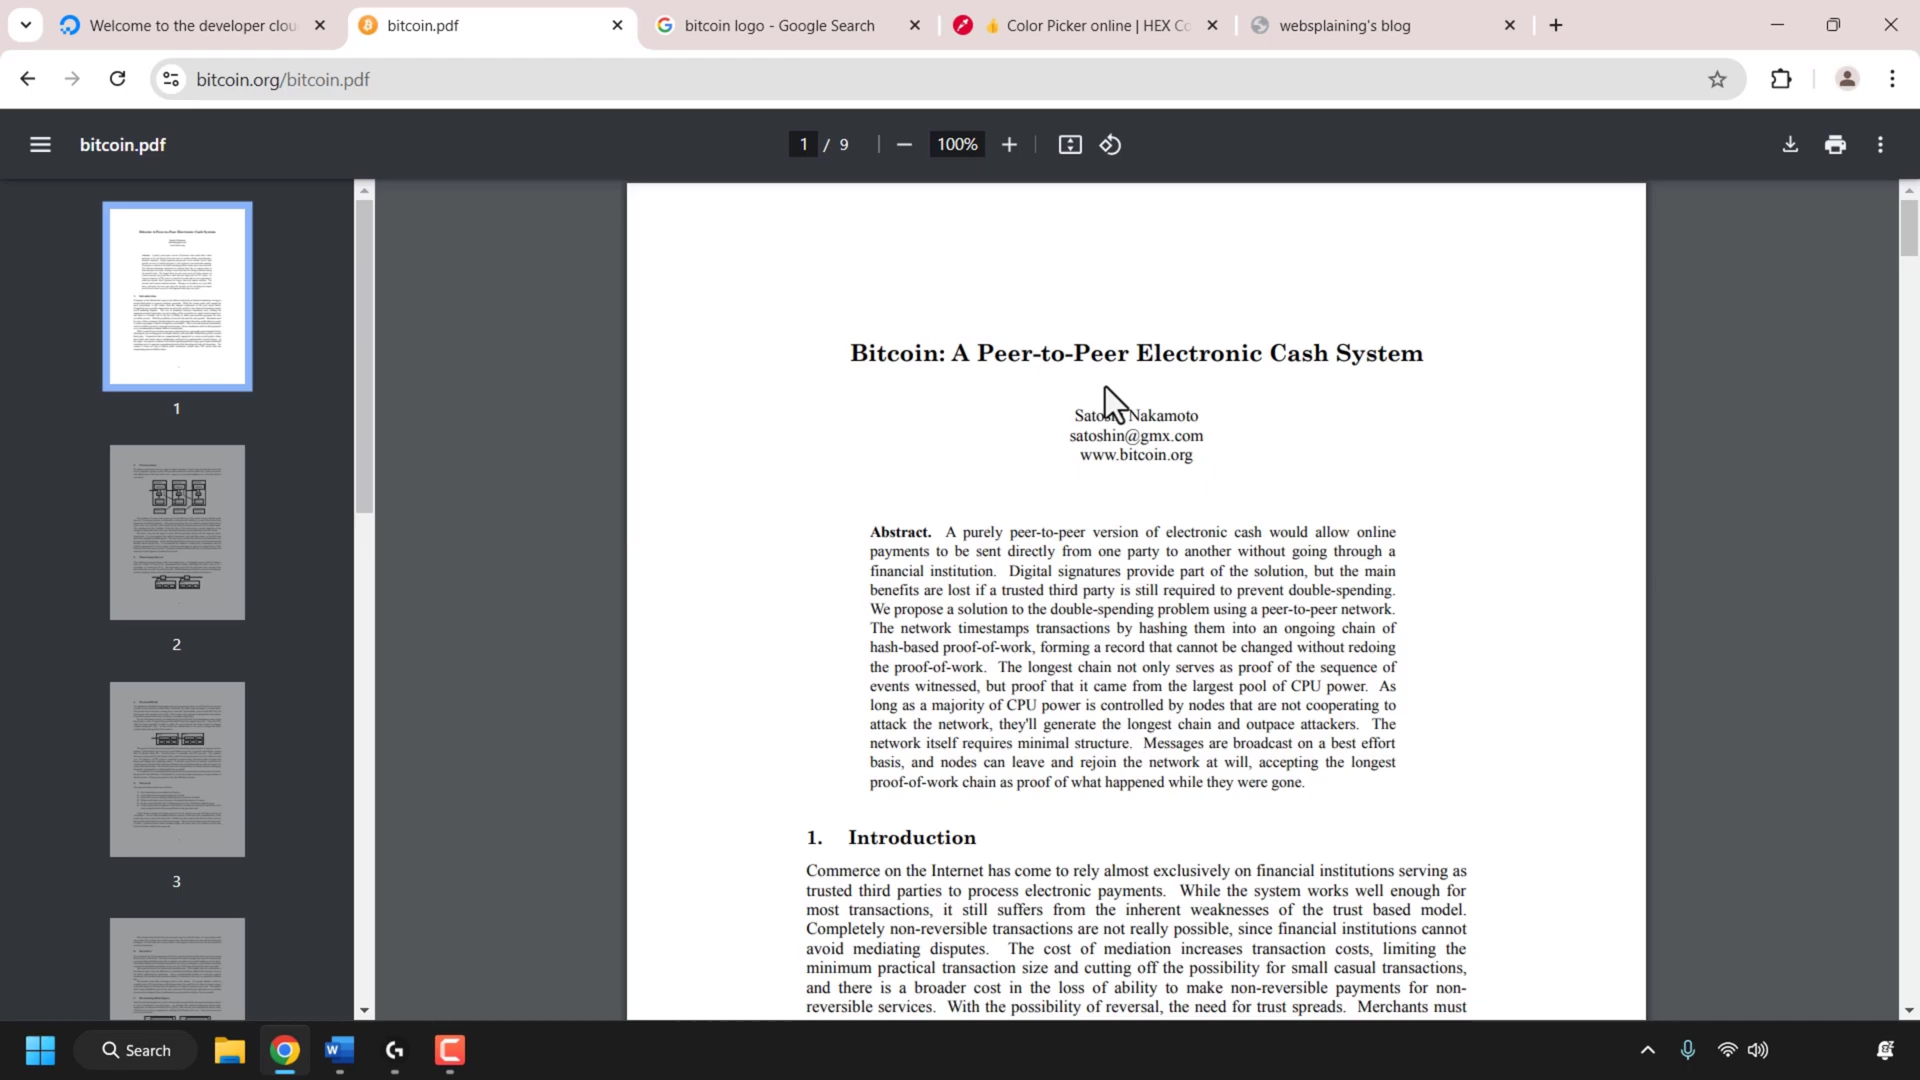 Welcome to the developer clou
bitcoin.pdf
bitcoin logo - Google Search
Color Picker online | HEX Co
websplaining's blog
bitcoin.org/bitcoin.pdf
bitcoin.pdf
1 / 9
100%
1
2
3
Bitcoin: A Peer-to-Peer Electronic Cash System
Satoshi Nakamoto
satoshin@gmx.com
www.bitcoin.org
Abstract. A purely peer-to-peer version of electronic cash would allow online
payments to be sent directly from one party to another without going through a
financial institution. Digital signatures provide part of the solution, but the main
benefits are lost if a trusted third party is still required to prevent double-spending.
We propose a solution to the double-spending problem using a peer-to-peer network.
The network timestamps transactions by hashing them into an ongoing chain of
hash-based proof-of-work, forming a record that cannot be changed without redoing
the proof-of-work. The longest chain not only serves as proof of the sequence of
events witnessed, but proof that it came from the largest pool of CPU power. As
long as a majority of CPU power is controlled by nodes that are not cooperating to
attack the network, they'll generate the longest chain and outpace attackers. The
network itself requires minimal structure. Messages are broadcast on a best effort
basis, and nodes can leave and rejoin the network at will, accepting the longest
proof-of-work chain as proof of what happened while they were gone.
1. Introduction
Commerce on the Internet has come to rely almost exclusively on financial institutions serving as
trusted third parties to process electronic payments. While the system works well enough for
most transactions, it still suffers from the inherent weaknesses of the trust based model.
Completely non-reversible transactions are not really possible, since financial institutions cannot
avoid mediating disputes. The cost of mediation increases transaction costs, limiting the
minimum practical transaction size and cutting off the possibility for small casual transactions,
and there is a broader cost in the loss of ability to make non-reversible payments for non-
reversible services. With the possibility of reversal, the need for trust spreads. Merchants must
Search